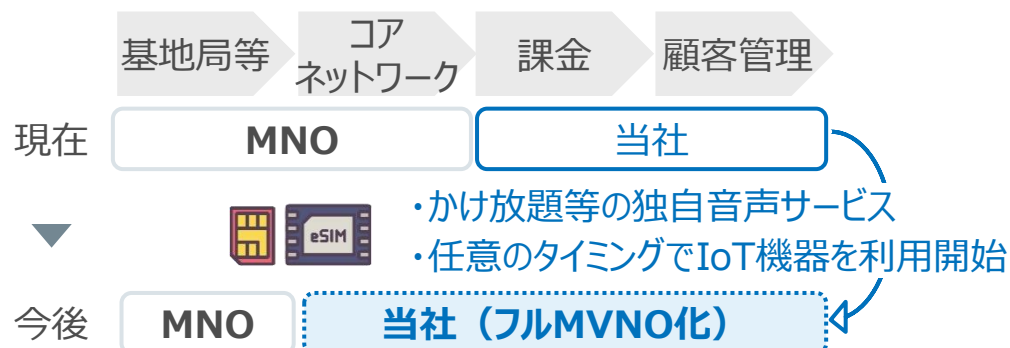 基地局等
コア
ネットワーク
課金
顧客管理
現在
MNO
当社
eSIM
・かけ放題等の独自音声サービス
・任意のタイミングでIoT機器を利用開始
今後
MNO
当社（フルMVNO化）